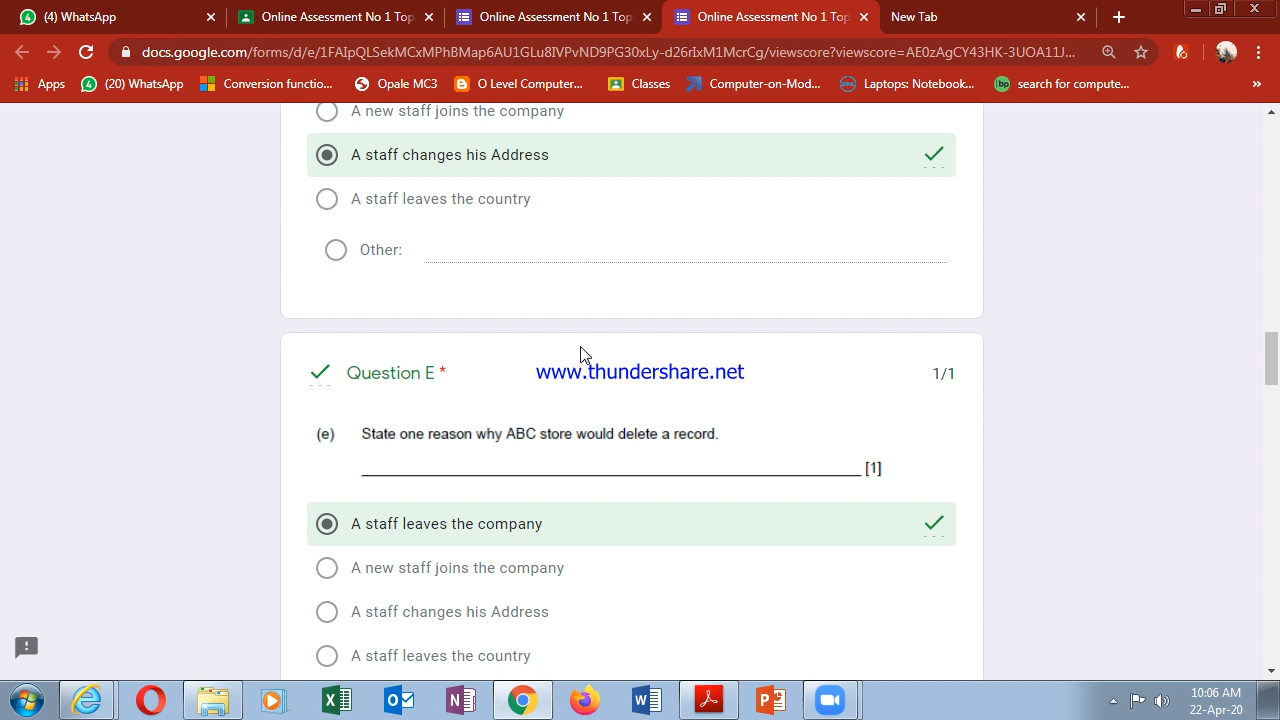 (4) WhatsApp
Online Assessment No 1 Top
Online Assessment No 1 Top
Online Assessment No 1 Top
New Tab
docs.google.com/forms/d/e/1FAIpQLSekMCxMPhBMap6AU1GLu8IVPvND9PG30xLy-d26rIxM1McrCg/viewscore?viewscore=AE0zAgCY43HK-3UOA11J...
Apps
(20) WhatsApp
Conversion functio...
Opale MC3
O Level Computer...
Classes
Computer-on-Mod...
Laptops: Notebook...
search for compute...
»
A new staff joins the company
A staff changes his Address
A staff leaves the country
Other:
Question E *
www.thundershare.net
1/1
(e) State one reason why ABC store would delete a record.
[1]
A staff leaves the company
A new staff joins the company
A staff changes his Address
A staff leaves the country
10:06 AM
22-Apr-20